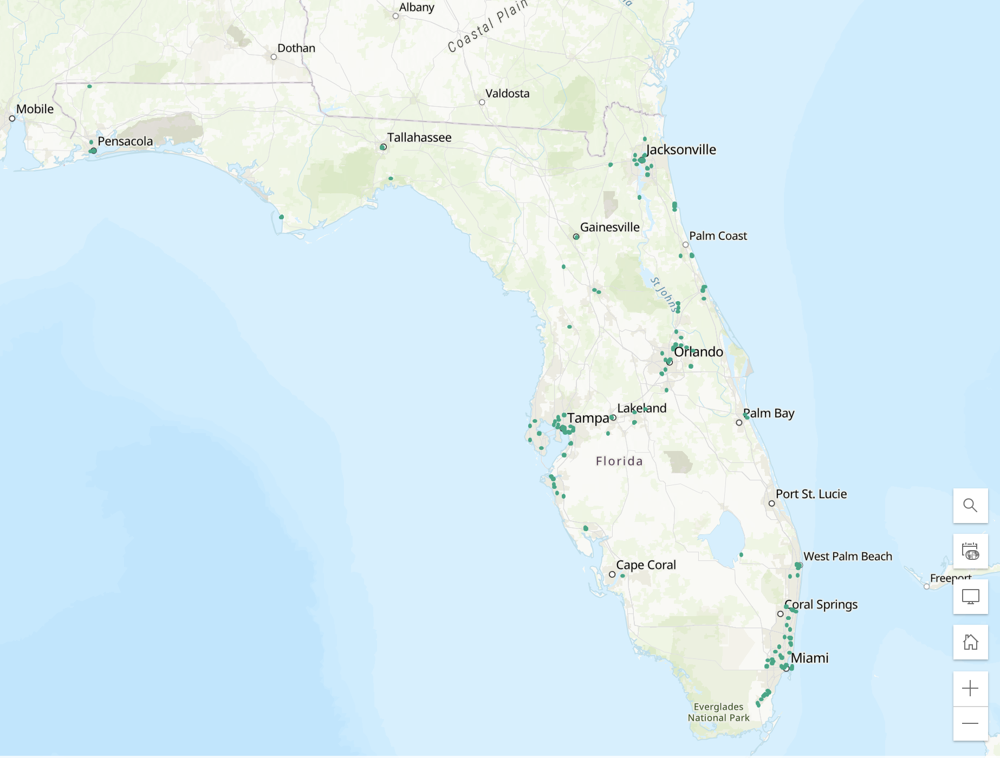 Albany
Coastal Plain
Dothan
Valdosta
Mobile
Pensacola
Tallahassee
Jacksonville
Gainesville
Palm Coast
St Johns
Orlando
Lakeland
Tampa
Palm Bay
Florida
Port St. Lucie
West Palm Beach
Cape Coral
Freeport
Coral Springs
Miami
Everglades
National Park